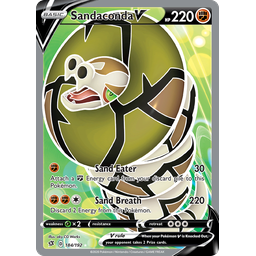 BASIC
Sandaconda V
HP 220
Sand Eater 30
Attach a Energy card from your discard pile to this Pokémon.
Sand Breath 220
Discard 2 Energy from this Pokémon.
weakness ×2 resistance retreat
V rule
When your Pokémon V is Knocked Out, your opponent takes 2 Prize cards.
184/192